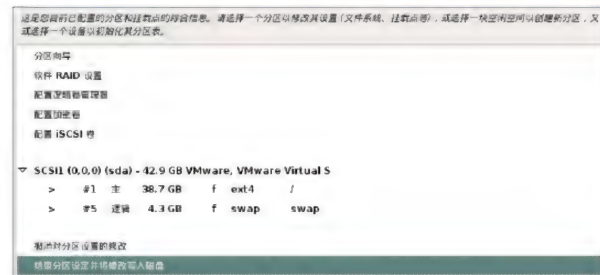 这是您目前已配置的分区和挂载点的综合信息。请选择一个分区以修改其设置(文件系统、挂载点等),或选择一块空闲空间以创建新分区,又
或选择一个设备以初始化其分区表。
分区向导
软件 RAID 设置
配置逻辑卷管理器
配置加密卷
配置 iSCSI 卷
▽ SCSI1 (0,0,0) (sda) - 42.9 GB VMware, VMware Virtual S
> #1 主 38.7 GB f ext4 /
> #5 逻辑 4.3 GB f swap swap
撤消对分区设置的修改
结束分区设定并将修改写入磁盘